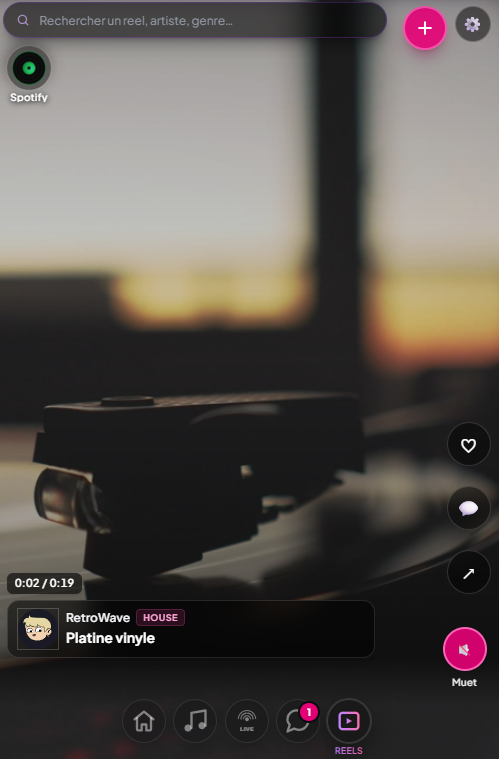 Rechercher un reel, artiste, genre...
Spotify
0:02 / 0:19
RetroWave HOUSE
Platine vinyle
Muet
LIVE
1
REELS